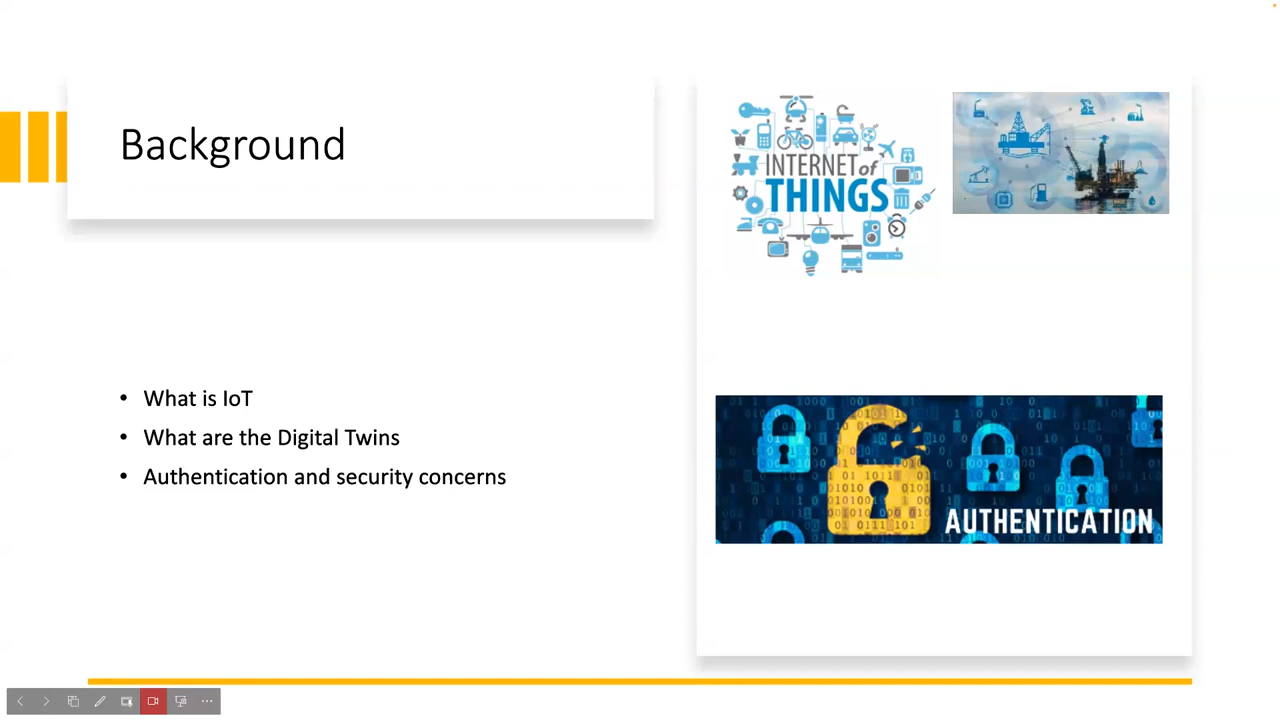 Background
INTERNET of
THINGS
• What is IoT
• What are the Digital Twins
• Authentication and security concerns
AUTHENTICATION